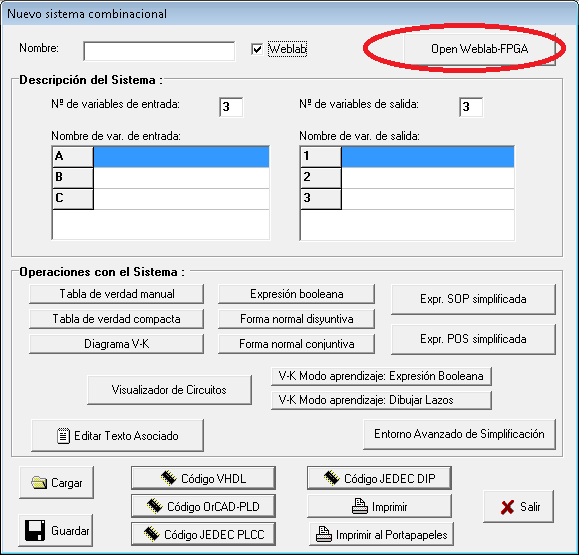 Nuevo sistema combinacional
Nombre:
Weblab
Open Weblab-FPGA
Descripción del Sistema :
Nº de variables de entrada: 3
Nº de variables de salida: 3
Nombre de var. de entrada:
Nombre de var. de salida:
A
B
C
1
2
3
Operaciones con el Sistema :
Tabla de verdad manual
Expresión booleana
Expr. SOP simplificada
Tabla de verdad compacta
Forma normal disyuntiva
Diagrama V-K
Forma normal conjuntiva
Expr. POS simplificada
Visualizador de Circuitos
V-K Modo aprendizaje: Expresión Booleana
V-K Modo aprendizaje: Dibujar Lazos
Editar Texto Asociado
Entorno Avanzado de Simplificación
Cargar
Código VHDL
Código JEDEC DIP
Código OrCAD-PLD
Imprimir
Salir
Guardar
Código JEDEC PLCC
Imprimir al Portapapeles